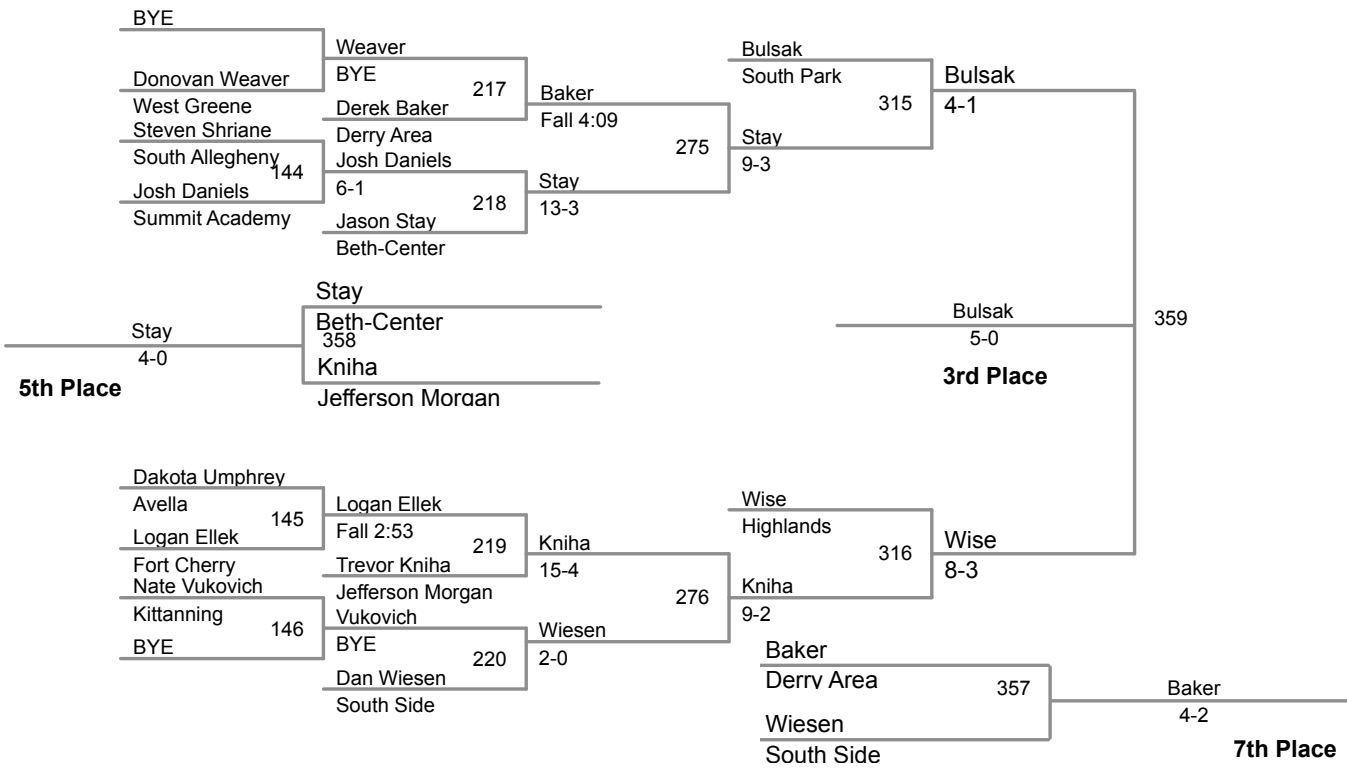 BYE
Weaver
Bulsak
Donovan Weaver
BYE
South Park
Bulsak
West Greene
217
Baker
315
4-1
Steven Shriane
Derek Baker
Fall 4:09
South Allegheny
Derry Area
275
Stay
144
Josh Daniels
9-3
Josh Daniels
6-1
Stay
Summit Academy
218
13-3
Jason Stay
Beth-Center
Stay
Beth-Center
Stay
358
4-0
Kniha
5th Place
Jefferson Morgan
Bulsak
359
5-0
3rd Place
Dakota Umphrey
Avella
145
Logan Ellek
Wise
Logan Ellek
Fall 2:53
Highlands
Fort Cherry
219
Kniha
316
Wise
Nate Vukovich
Trevor Kniha
15-4
8-3
Kittanning
Jefferson Morgan
276
Kniha
146
Vukovich
9-2
BYE
BYE
Wiesen
220
2-0
Dan Wiesen
South Side
Baker
Derry Area
357
Baker
Wiesen
4-2
South Side
7th Place